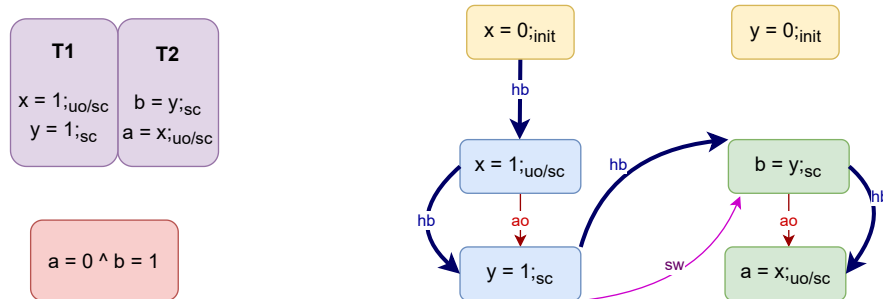 T1
x = 1;uo/sc
y = 1;sc
T2
b = y;sc
a = x;uo/sc
a = 0 ^ b = 1
x = 0;init
y = 0;init
hb
x = 1;uo/sc
hb
b = y;sc
hb
ao
ao
hb
y = 1;sc
sw
a = x;uo/sc